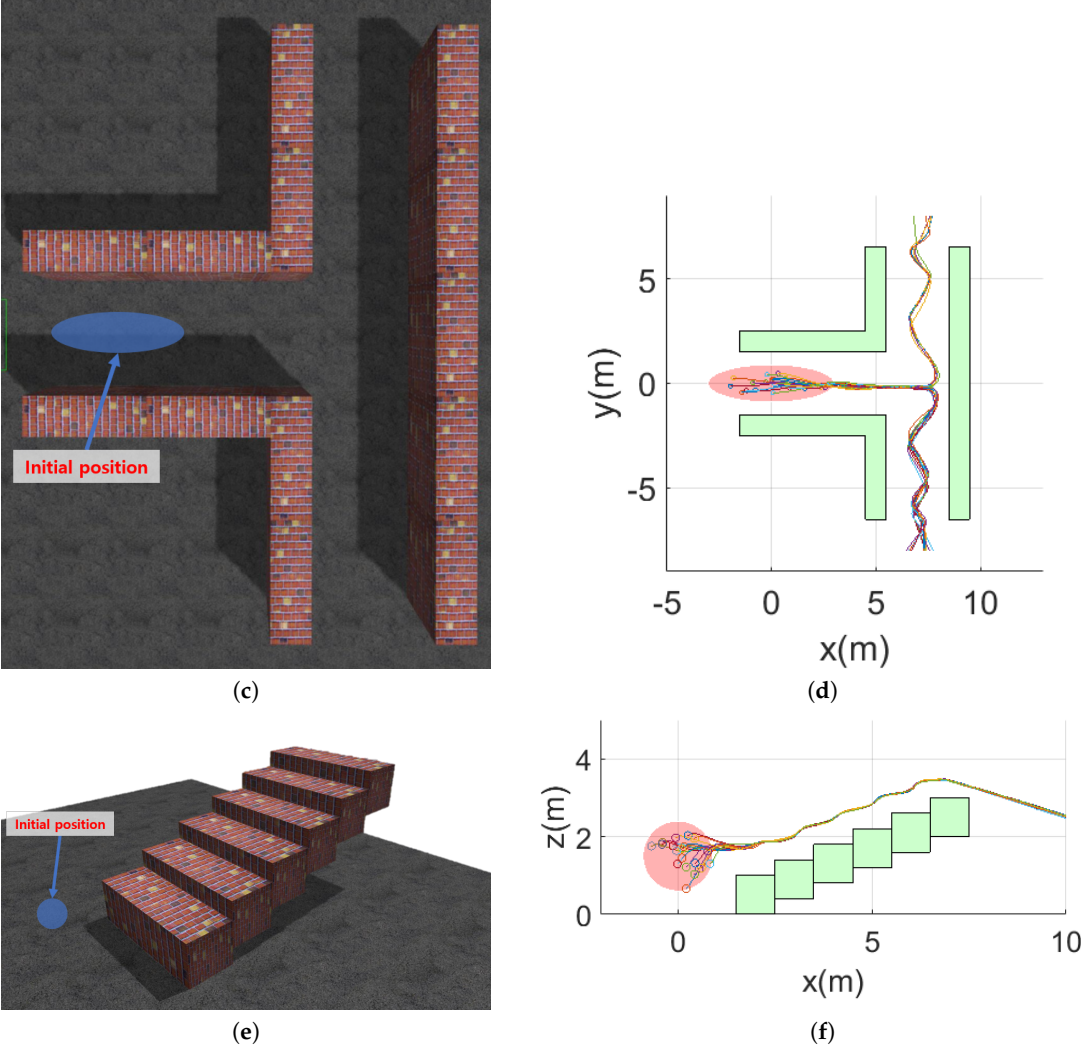 Initial position
(c)
y(m)
5
0
-5
-5 0 5 10
x(m)
(d)
Initial position
(e)
z(m)
4
2
0
0 5 10
x(m)
(f)